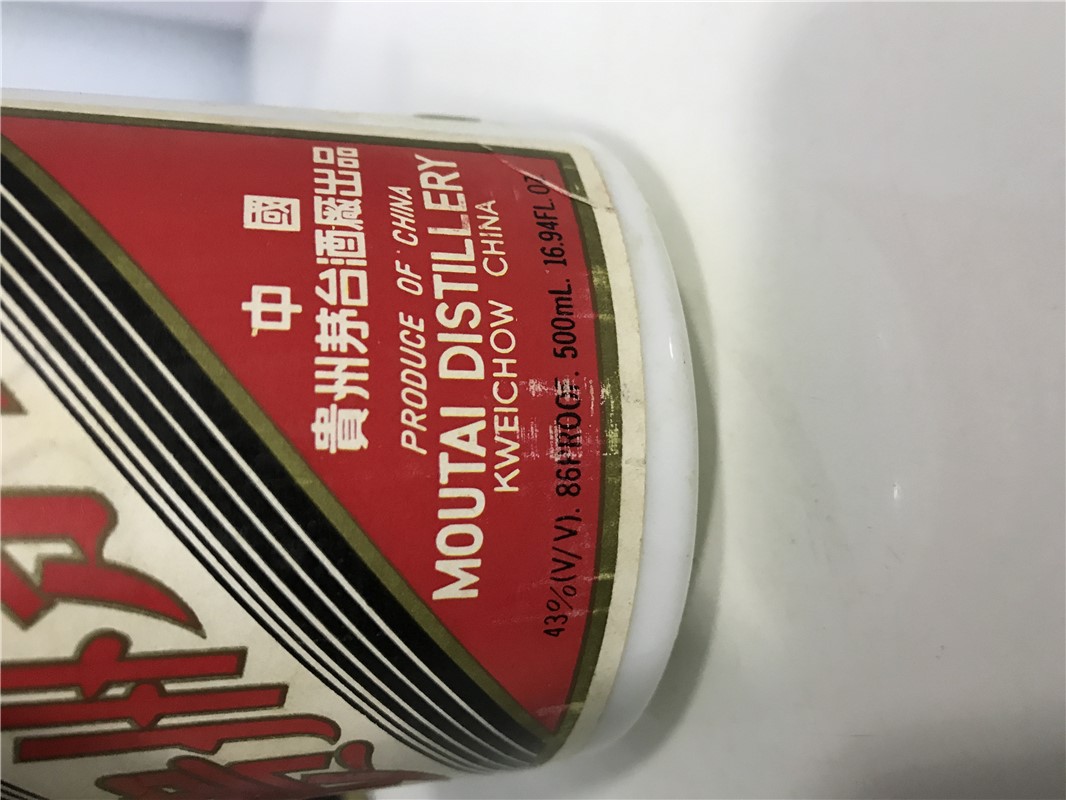 中國
貴州茅台酒廠出品
PRODUCE OF CHINA
MOUTAI DISTILLERY
KWEICHOW CHINA
43%(V/V). 86PROOF. 500mL. 16.94FL.OZ